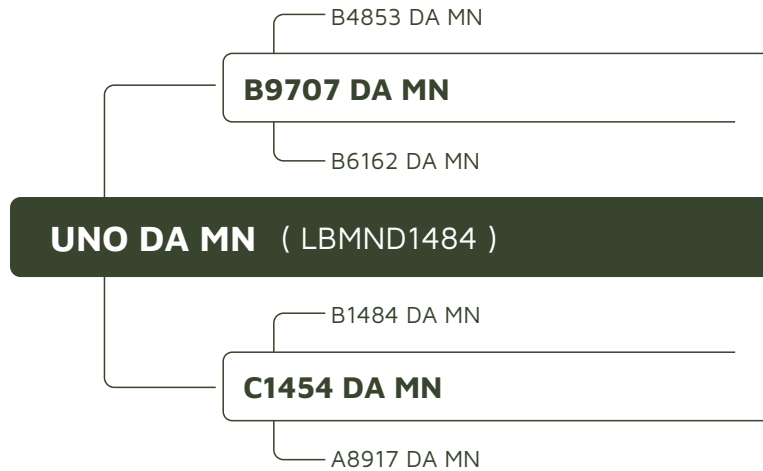 B4853 DA MN
B9707 DA MN
B6162 DA MN
UNO DA MN ( LBMND1484 )
B1484 DA MN
C1454 DA MN
A8917 DA MN